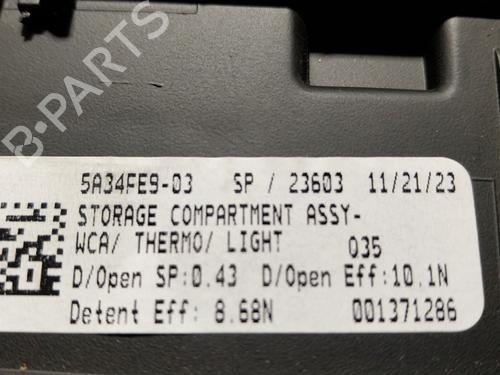 B-PARTS
5A34FE9-03 SP / 23603 11/21/23
STORAGE COMPARTMENT ASSY-
WCA/ THERMO/ LIGHT 035
D/Open SP:0.43 D/Open Eff:10.1N
Detent Eff: 8.68N 001371286